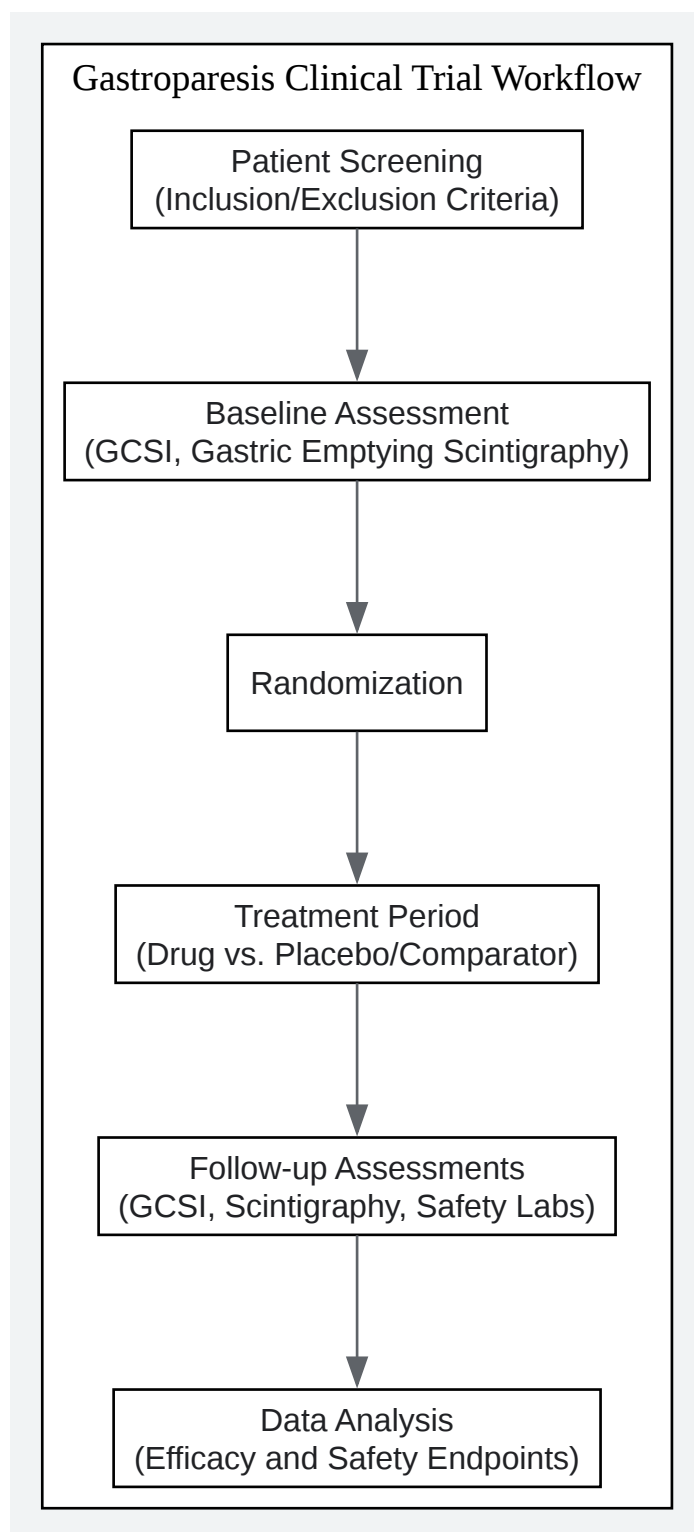 Gastroparesis Clinical Trial Workflow
Patient Screening
(Inclusion/Exclusion Criteria)
Baseline Assessment
(GCSI, Gastric Emptying Scintigraphy)
Randomization
Treatment Period
(Drug vs. Placebo/Comparator)
Follow-up Assessments
(GCSI, Scintigraphy, Safety Labs)
Data Analysis
(Efficacy and Safety Endpoints)